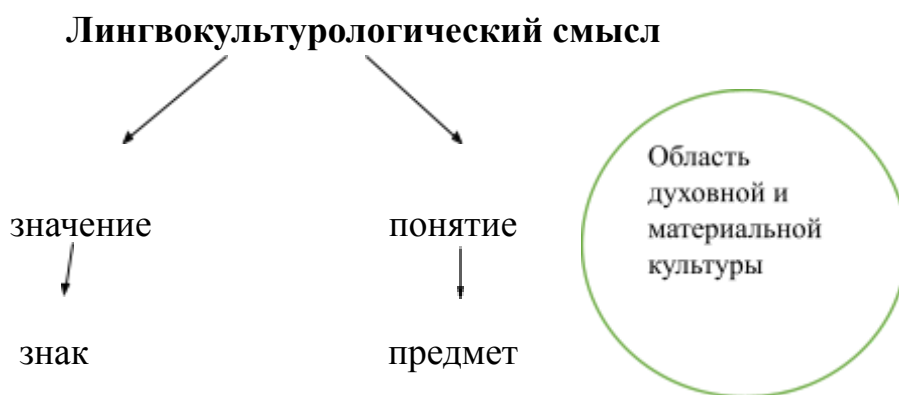 Лингвокультурологический смысл
значение
понятие
Область
духовной и
материальной
культуры
знак
предмет